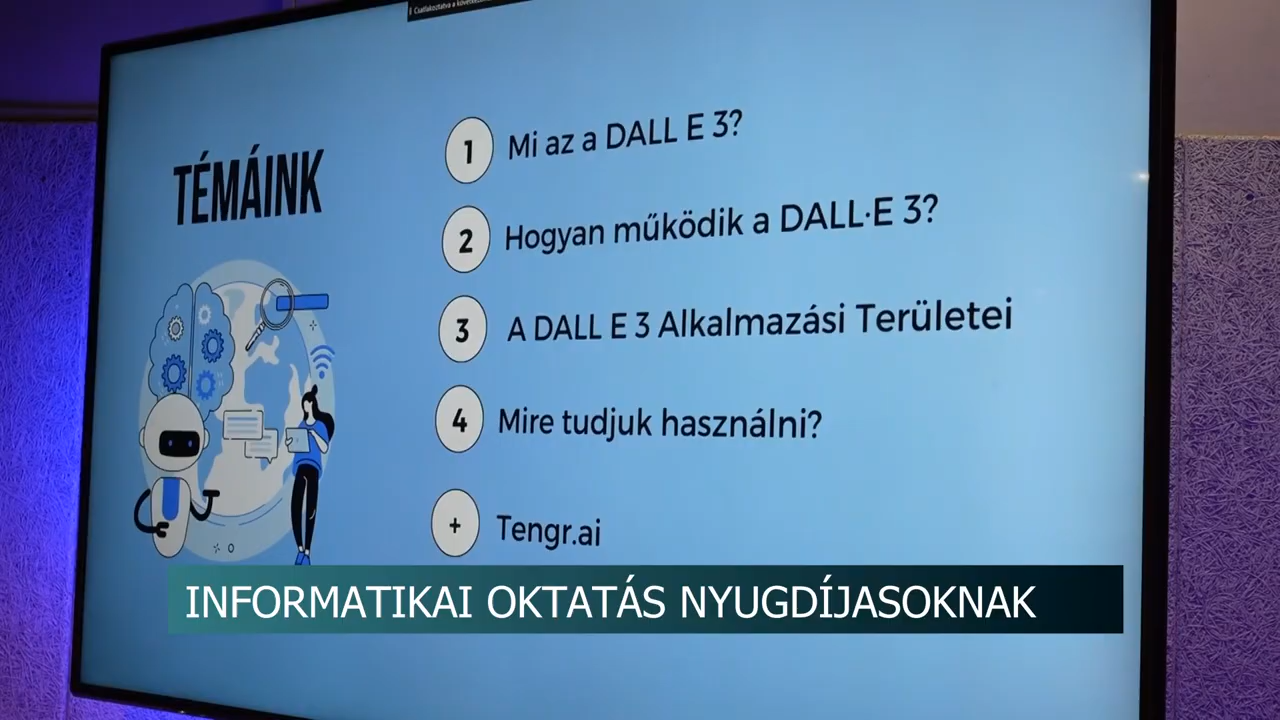 Csatlakoztatva a
TÉMÁINK
1 Mi az a DALL E 3?
2 Hogyan működik a DALL·E 3?
3 A DALL E 3 Alkalmazási Területei
4 Mire tudjuk használni?
+ Tengr.ai
INFORMATIKAI OKTATÁS NYUGDÍJASOKNAK